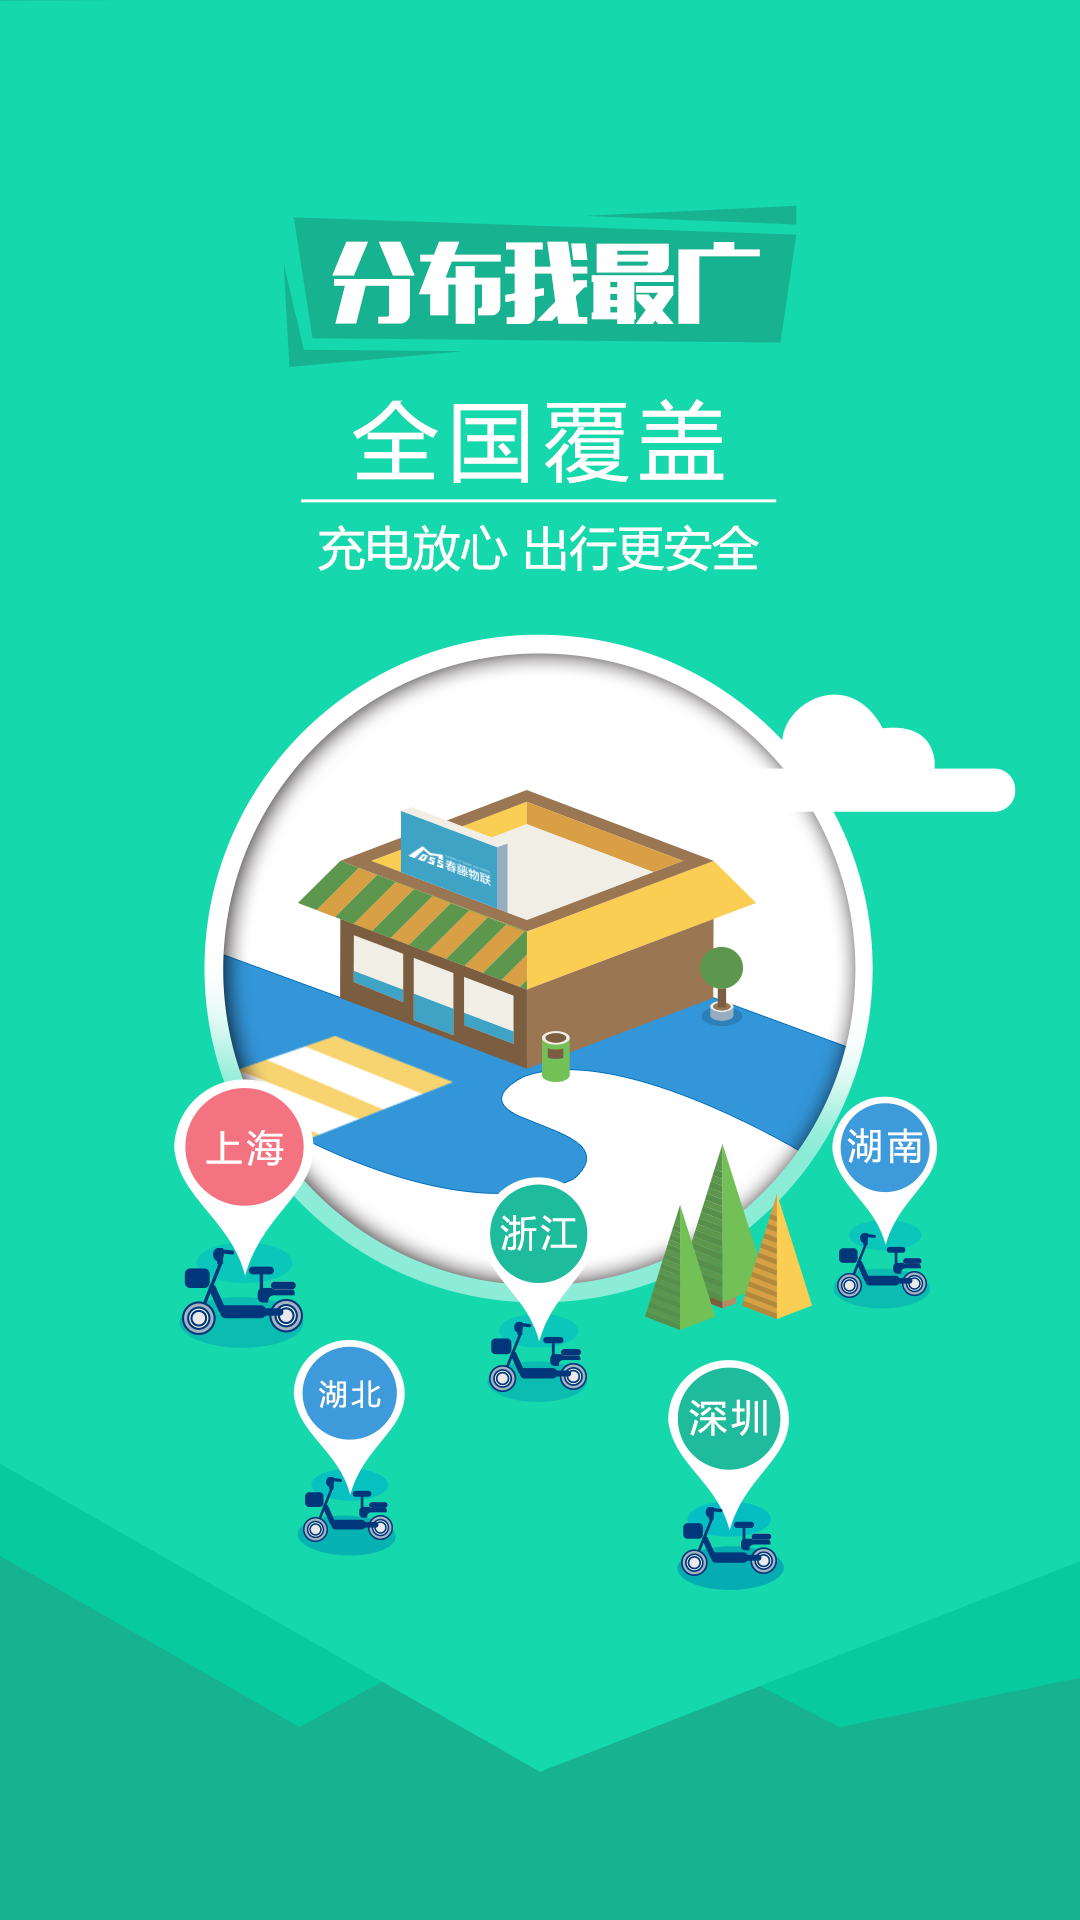 分布我最广
全国覆盖
充电放心 出行更安全
春藤物联
上海
湖南
浙江
湖北
深圳